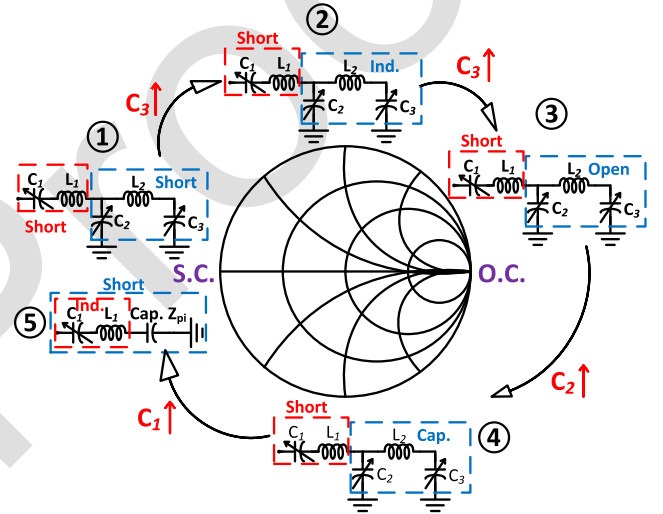 ②
Short
C1 L1 L2 Ind.
C2 C3
C3↑
C3↑
③
Short
C1 L1 L2 Open
C2 C3
①
Short
C1 L1 L2
Short
C2 C3
S.C.
O.C.
⑤
Short
Ind.
C1 L1 Cap. Zpi
C2↑
C1↑
④
Short
C1 L1 L2 Cap.
C2 C3